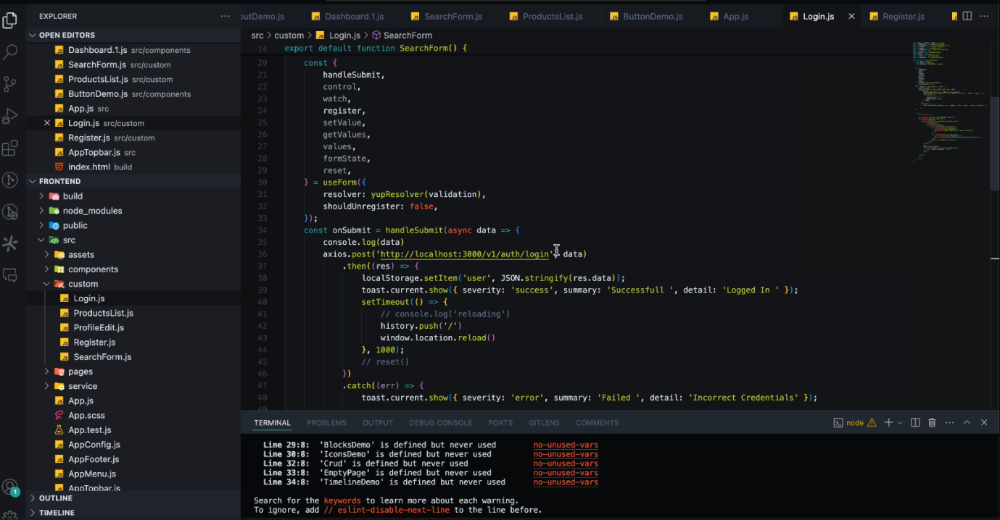 EXPLORER ···
OPEN EDITORS
Dashboard.1.js src/components
SearchForm.js src/custom
ProductsList.js src/custom
ButtonDemo.js src/components
App.js src
Login.js src/custom
Register.js src/custom
AppTopbar.js src
index.html build
FRONTEND
build
node_modules
public
src
assets
components
custom
Login.js
ProductsList.js
ProfileEdit.js
Register.js
SearchForm.js
pages
service
App.js
App.scss
App.test.js
AppConfig.js
AppFooter.js
AppMenu.js
AppTopbar.js
OUTLINE
TIMELINE
1
utDemo.js Dashboard.1.js SearchForm.js ProductsList.js ButtonDemo.js App.js Login.js Register.js
src > custom > Login.js > SearchForm
14 export default function SearchForm() {
20 const {
21 handleSubmit,
22 control,
23 watch,
24 register,
25 setValue,
26 getValues,
27 values,
28 formState,
29 reset,
30 } = useForm({
31 resolver: yupResolver(validation),
32 shouldUnregister: false,
33 });
34 const onSubmit = handleSubmit(async data => {
35 console.log(data)
36 axios.post('http://localhost:3000/v1/auth/login', data)
37 .then((res) => {
38 localStorage.setItem('user', JSON.stringify(res.data));
39 toast.current.show({ severity: 'success', summary: 'Successfull ', detail: 'Logged In ' });
40 setTimeout(() => {
41 // console.log('reloading')
42 history.push('/')
43 window.location.reload()
44 }, 1000);
45 // reset()
46 })
47 .catch((err) => {
48 toast.current.show({ severity: 'error', summary: 'Failed ', detail: 'Incorrect Credentials' });
49
TERMINAL PROBLEMS OUTPUT DEBUG CONSOLE PORTS GITLENS COMMENTS node
Line 29:8: 'BlocksDemo' is defined but never used no-unused-vars
Line 30:8: 'IconsDemo' is defined but never used no-unused-vars
Line 32:8: 'Crud' is defined but never used no-unused-vars
Line 33:8: 'EmptyPage' is defined but never used no-unused-vars
Line 34:8: 'TimelineDemo' is defined but never used no-unused-vars
Search for the keywords to learn more about each warning.
To ignore, add // eslint-disable-next-line to the line before.